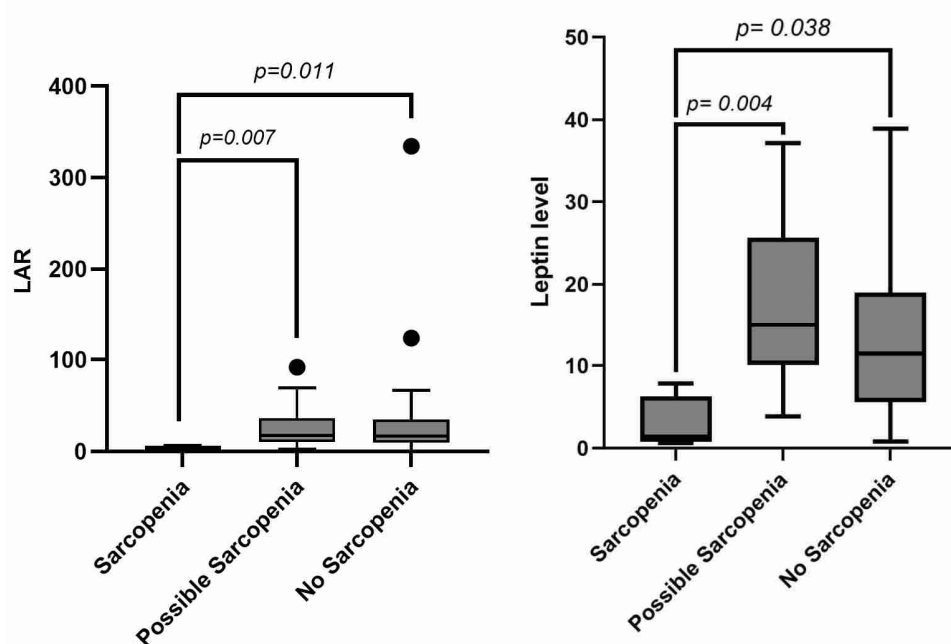 p=0.011
p=0.007
400
300
200
100
0
LAR
Sarcopenia
Possible Sarcopenia
No Sarcopenia
p= 0.038
p= 0.004
50
40
30
20
10
0
Leptin level
Sarcopenia
Possible Sarcopenia
No Sarcopenia